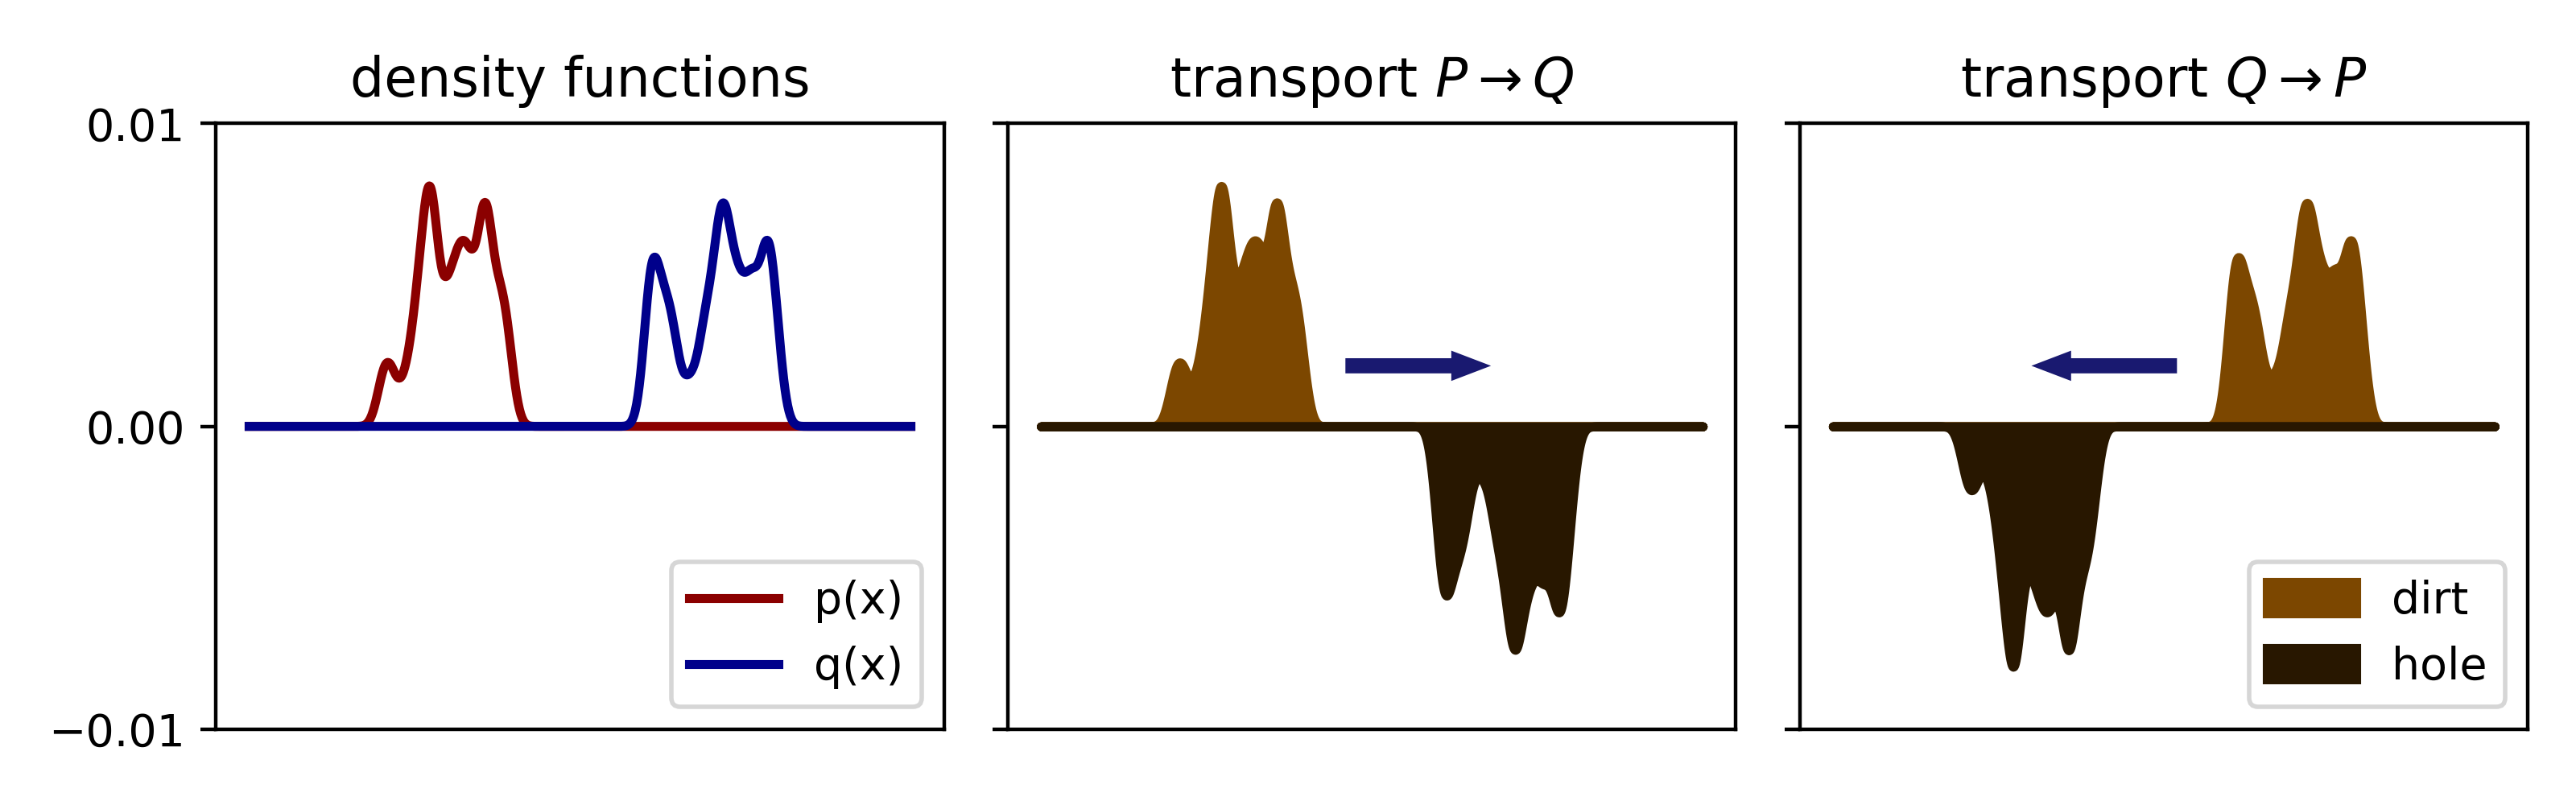 density functions
0.01
0.00
−0.01
p(x)
q(x)
transport P → Q
transport Q → P
dirt
hole